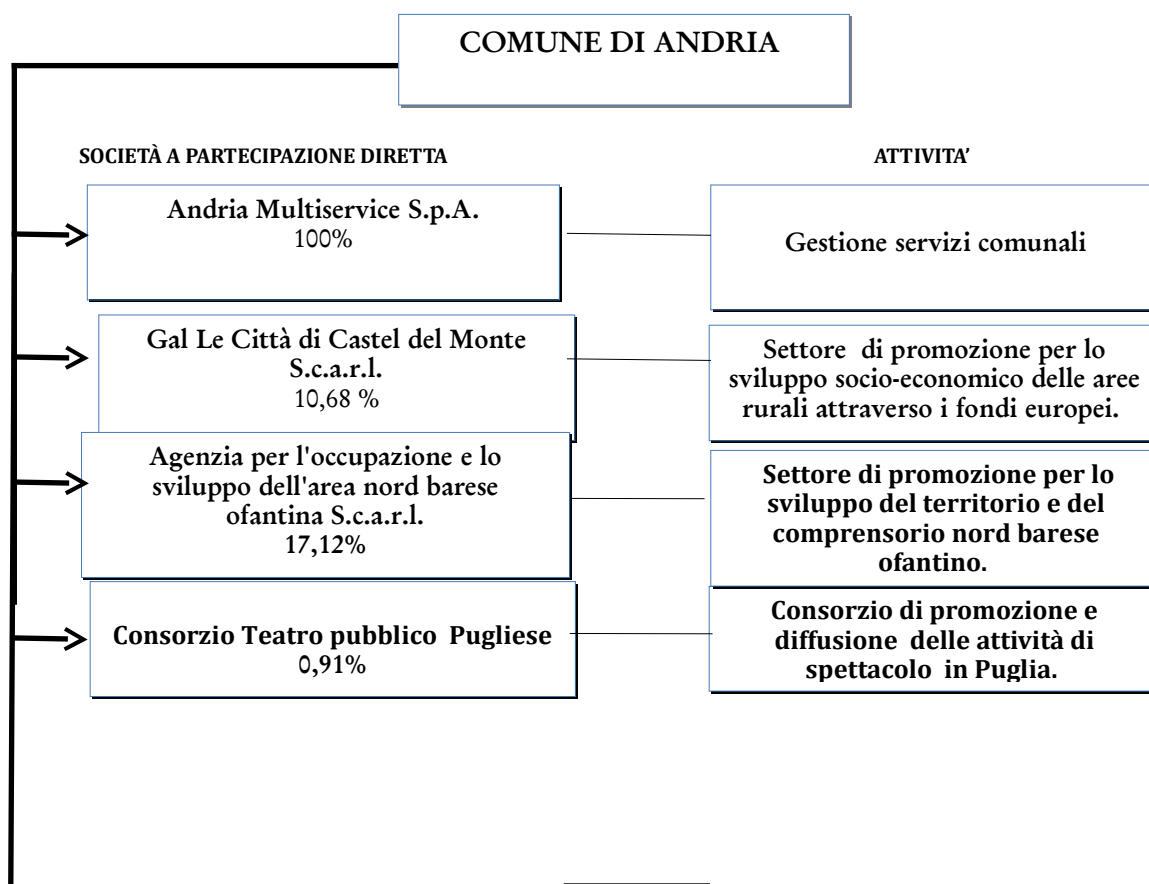 COMUNE DI ANDRIA
SOCIETÀ A PARTECIPAZIONE DIRETTA
ATTIVITA’
Andria Multiservice S.p.A.
100%
Gestione servizi comunali
Gal Le Città di Castel del Monte
S.c.a.r.l.
10,68 %
Settore di promozione per lo
sviluppo socio-economico delle aree
rurali attraverso i fondi europei.
Agenzia per l'occupazione e lo
sviluppo dell'area nord barese
ofantina S.c.a.r.l.
17,12%
Settore di promozione per lo
sviluppo del territorio e del
comprensorio nord barese
ofantino.
Consorzio Teatro pubblico Pugliese
0,91%
Consorzio di promozione e
diffusione delle attività di
spettacolo in Puglia.